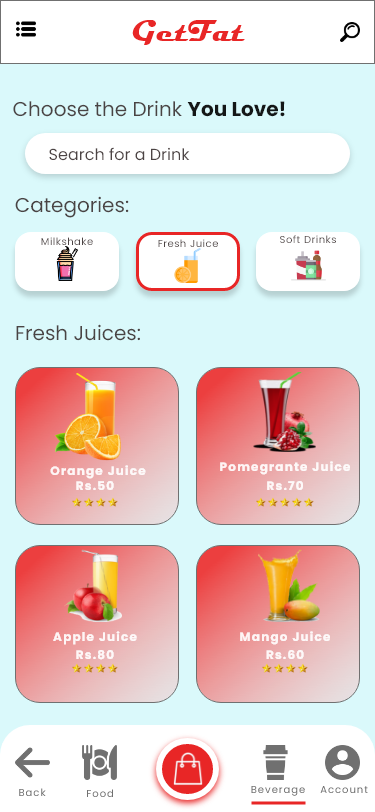 GetFat
Choose the Drink You Love!
Search for a Drink
Categories:
Milkshake
Fresh Juice
Soft Drinks
Fresh Juices:
Orange Juice
Rs.50
Pomegrante Juice
Rs.70
Apple Juice
Rs.80
Mango Juice
Rs.60
Back
Food
Beverage
Account